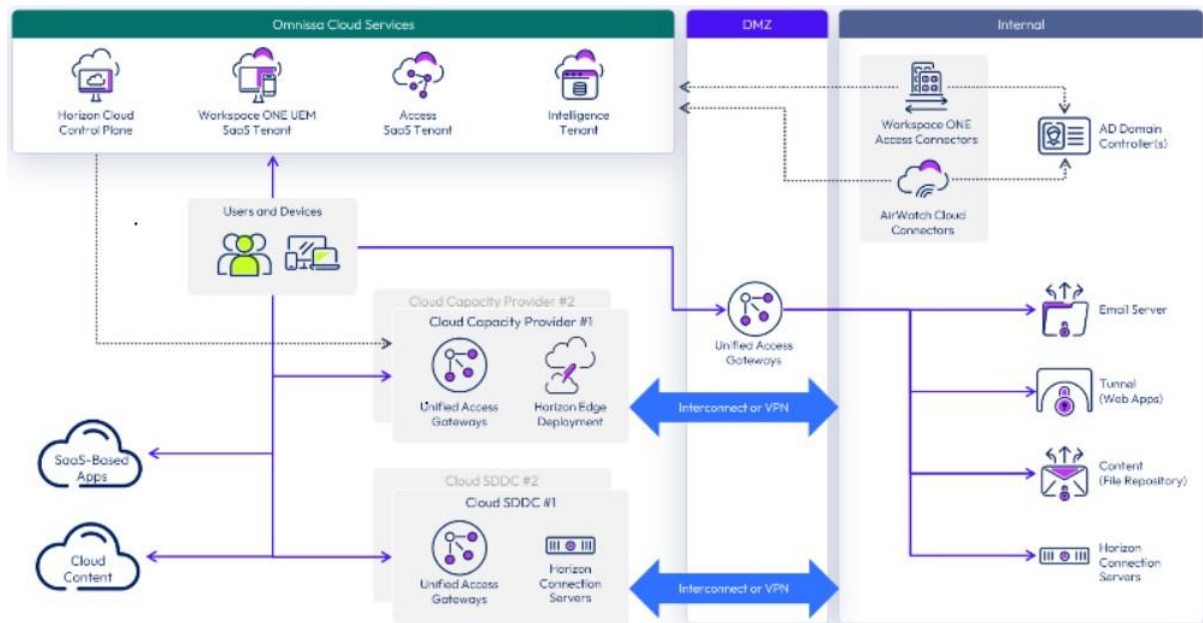 Omnissa Cloud Services
DMZ
Internal
Horizon Cloud
Control Plane
Workspace ONE UEM
SaaS Tenant
Access
SaaS Tenant
Intelligence
Tenant
Workspace ONE
Access Connectors
AD Domain
Controller(s)
AirWatch Cloud
Connectors
Users and Devices
Cloud Capacity Provider #2
Cloud Capacity Provider #1
Unified Access
Gateways
Horizon Edge
Deployment
Unified Access
Gateways
Email Server
Interconnect or VPN
Tunnel
(Web Apps)
SaaS-Based
Apps
Content
(File Repository)
Cloud SDDC #2
Cloud SDDC #1
Cloud
Content
Unified Access
Gateways
Horizon
Connection
Servers
Interconnect or VPN
Horizon
Connection
Servers